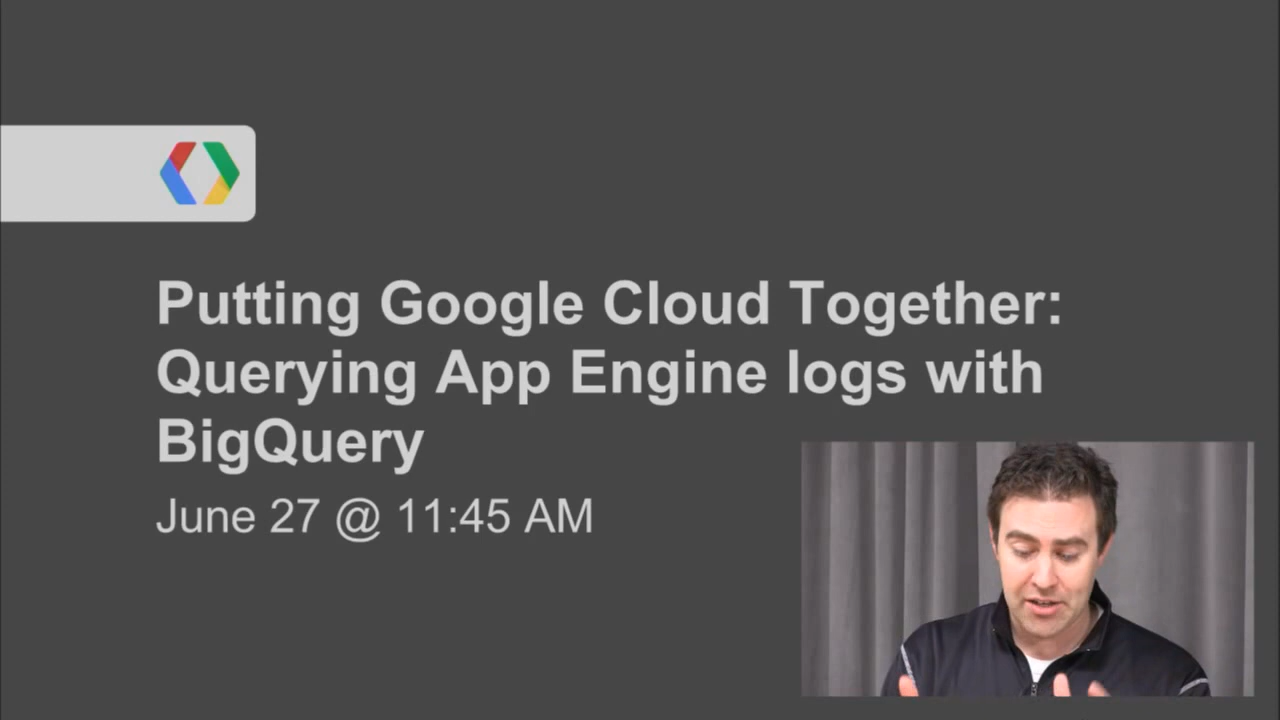 Putting Google Cloud Together:
Querying App Engine logs with
BigQuery
June 27 @ 11:45 AM